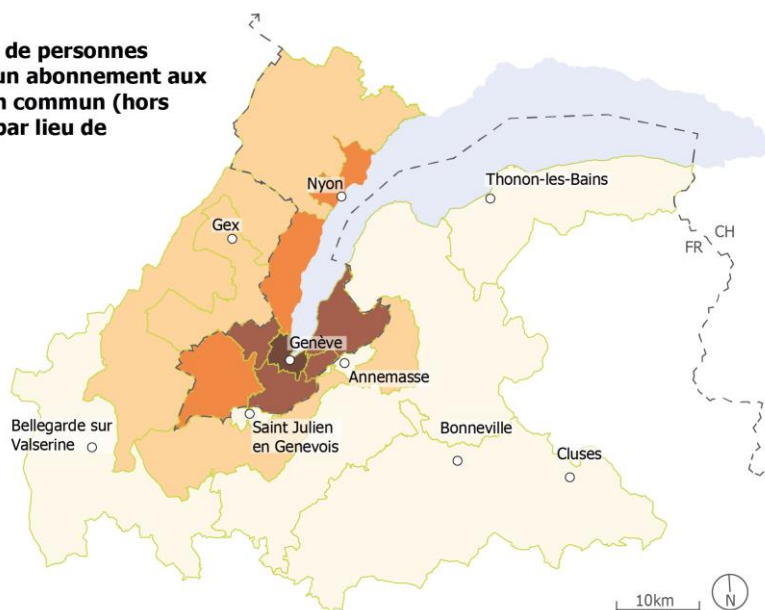 de personnes
un abonnement aux
n commun (hors
par lieu de
Nyon
Thonon-les-Bains
Gex
CH
FR
Genève
Annemasse
Bellegarde sur
Valserine
Saint Julien
en Genevois
Bonneville
Cluses
10km
N